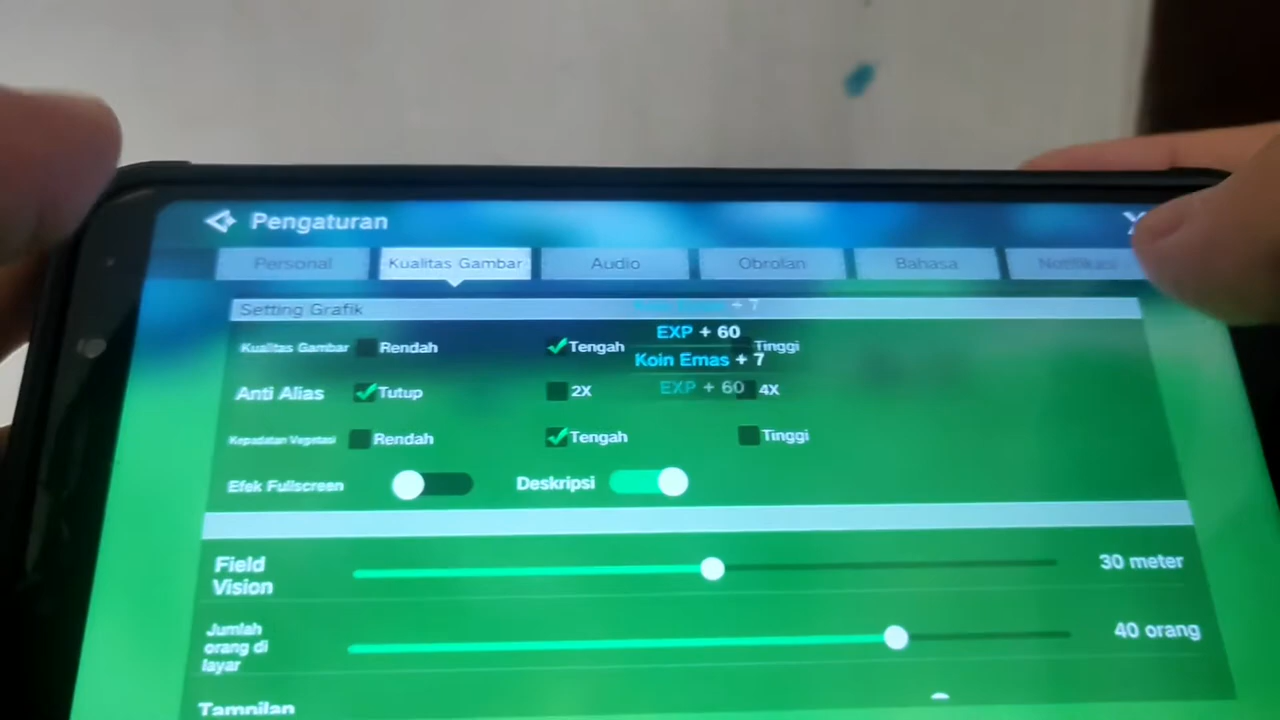 Pengaturan
Personal Kualitas Gambar Audio Obrolan Bahasa Notifikasi
Setting Grafik + 7
EXP + 60
Kualitas Gambar Rendah Tengah Tinggi
Koin Emas + 7
Anti Alias Tutup 2X EXP + 60 4X
Kepadatan Vegetasi Rendah Tengah Tinggi
Efek Fullscreen Deskripsi
Field Vision 30 meter
Jumlah orang di layar 40 orang
Tampilan